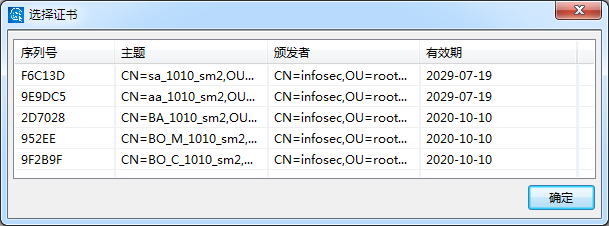 选择证书
序列号 主题 颁发者 有效期
F6C13D CN=sa_1010_sm2,OU... CN=infosec,OU=root... 2029-07-19
9E9DC5 CN=aa_1010_sm2,OU... CN=infosec,OU=root... 2029-07-19
2D7028 CN=BA_1010_sm2,OU... CN=infosec,OU=root... 2020-10-10
952EE CN=BO_M_1010_sm2,... CN=infosec,OU=root... 2020-10-10
9F2B9F CN=BO_C_1010_sm2,... CN=infosec,OU=root... 2020-10-10
确定